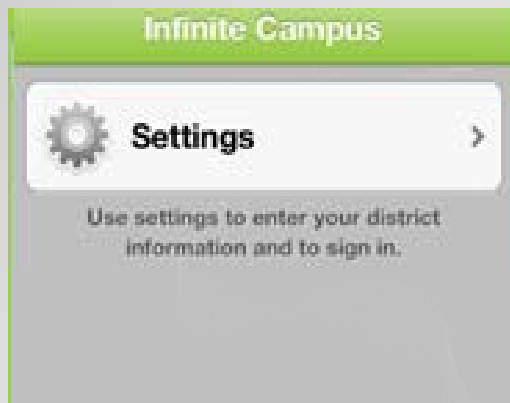 Infinite Campus
Settings
Use settings to enter your district
information and to sign in.